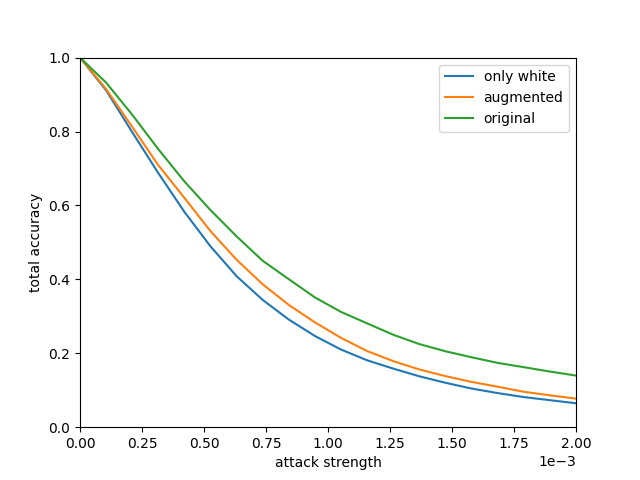 1.0
0.8
0.6
0.4
0.2
0.0
total accuracy
only white
augmented
original
0.00 0.25 0.50 0.75 1.00 1.25 1.50 1.75 2.00
attack strength
1e−3